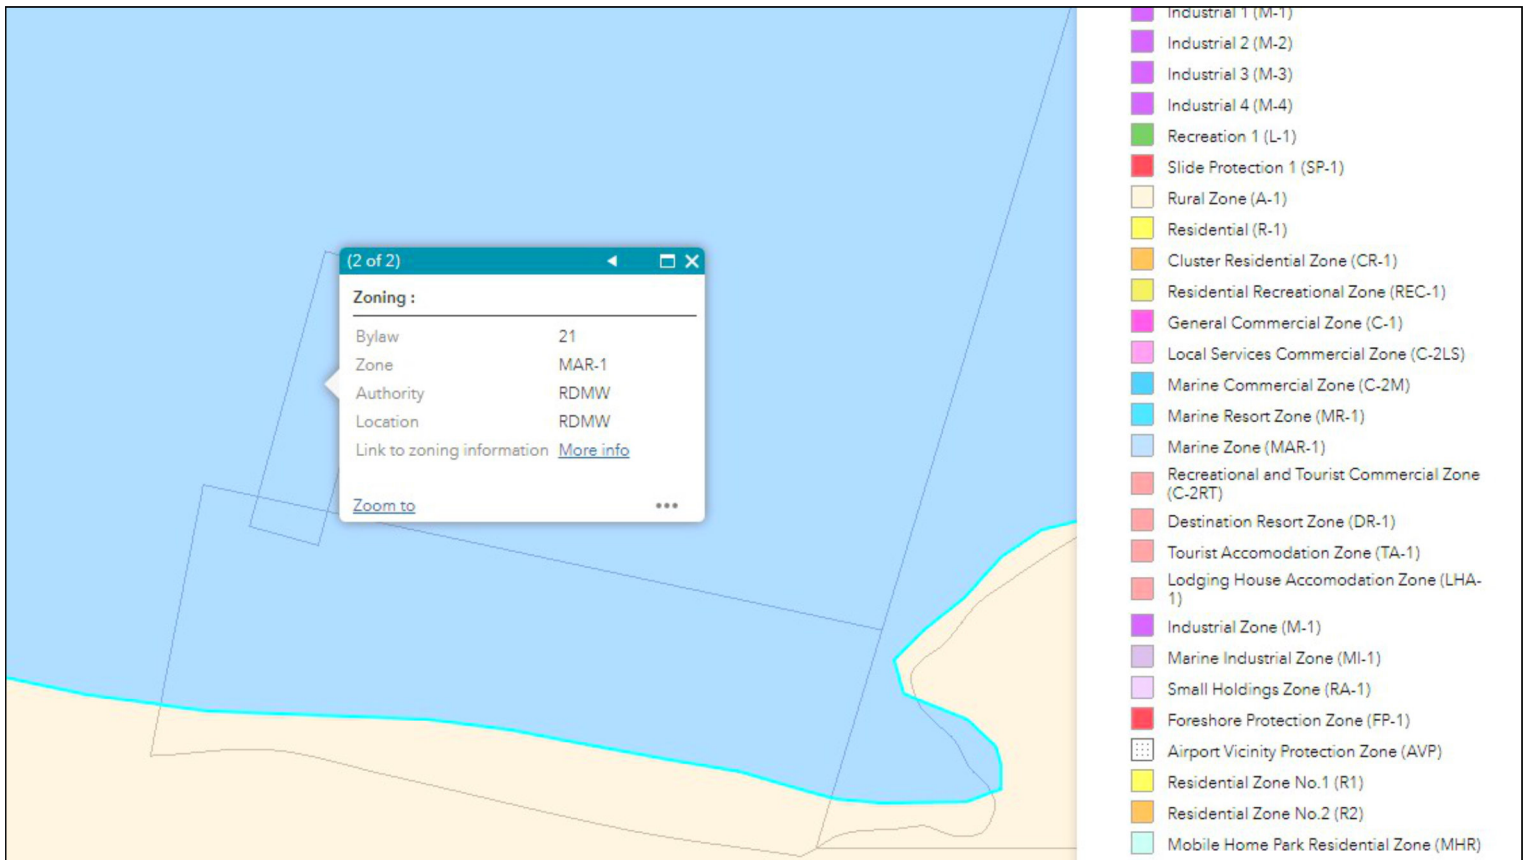 (2 of 2)
Zoning :
Bylaw 21
Zone MAR-1
Authority RDMW
Location RDMW
Link to zoning information More info
Zoom to
Industrial 1 (M-1)
Industrial 2 (M-2)
Industrial 3 (M-3)
Industrial 4 (M-4)
Recreation 1 (L-1)
Slide Protection 1 (SP-1)
Rural Zone (A-1)
Residential (R-1)
Cluster Residential Zone (CR-1)
Residential Recreational Zone (REC-1)
General Commercial Zone (C-1)
Local Services Commercial Zone (C-2LS)
Marine Commercial Zone (C-2M)
Marine Resort Zone (MR-1)
Marine Zone (MAR-1)
Recreational and Tourist Commercial Zone
(C-2RT)
Destination Resort Zone (DR-1)
Tourist Accomodation Zone (TA-1)
Lodging House Accomodation Zone (LHA-
1)
Industrial Zone (M-1)
Marine Industrial Zone (MI-1)
Small Holdings Zone (RA-1)
Foreshore Protection Zone (FP-1)
Airport Vicinity Protection Zone (AVP)
Residential Zone No.1 (R1)
Residential Zone No.2 (R2)
Mobile Home Park Residential Zone (MHR)